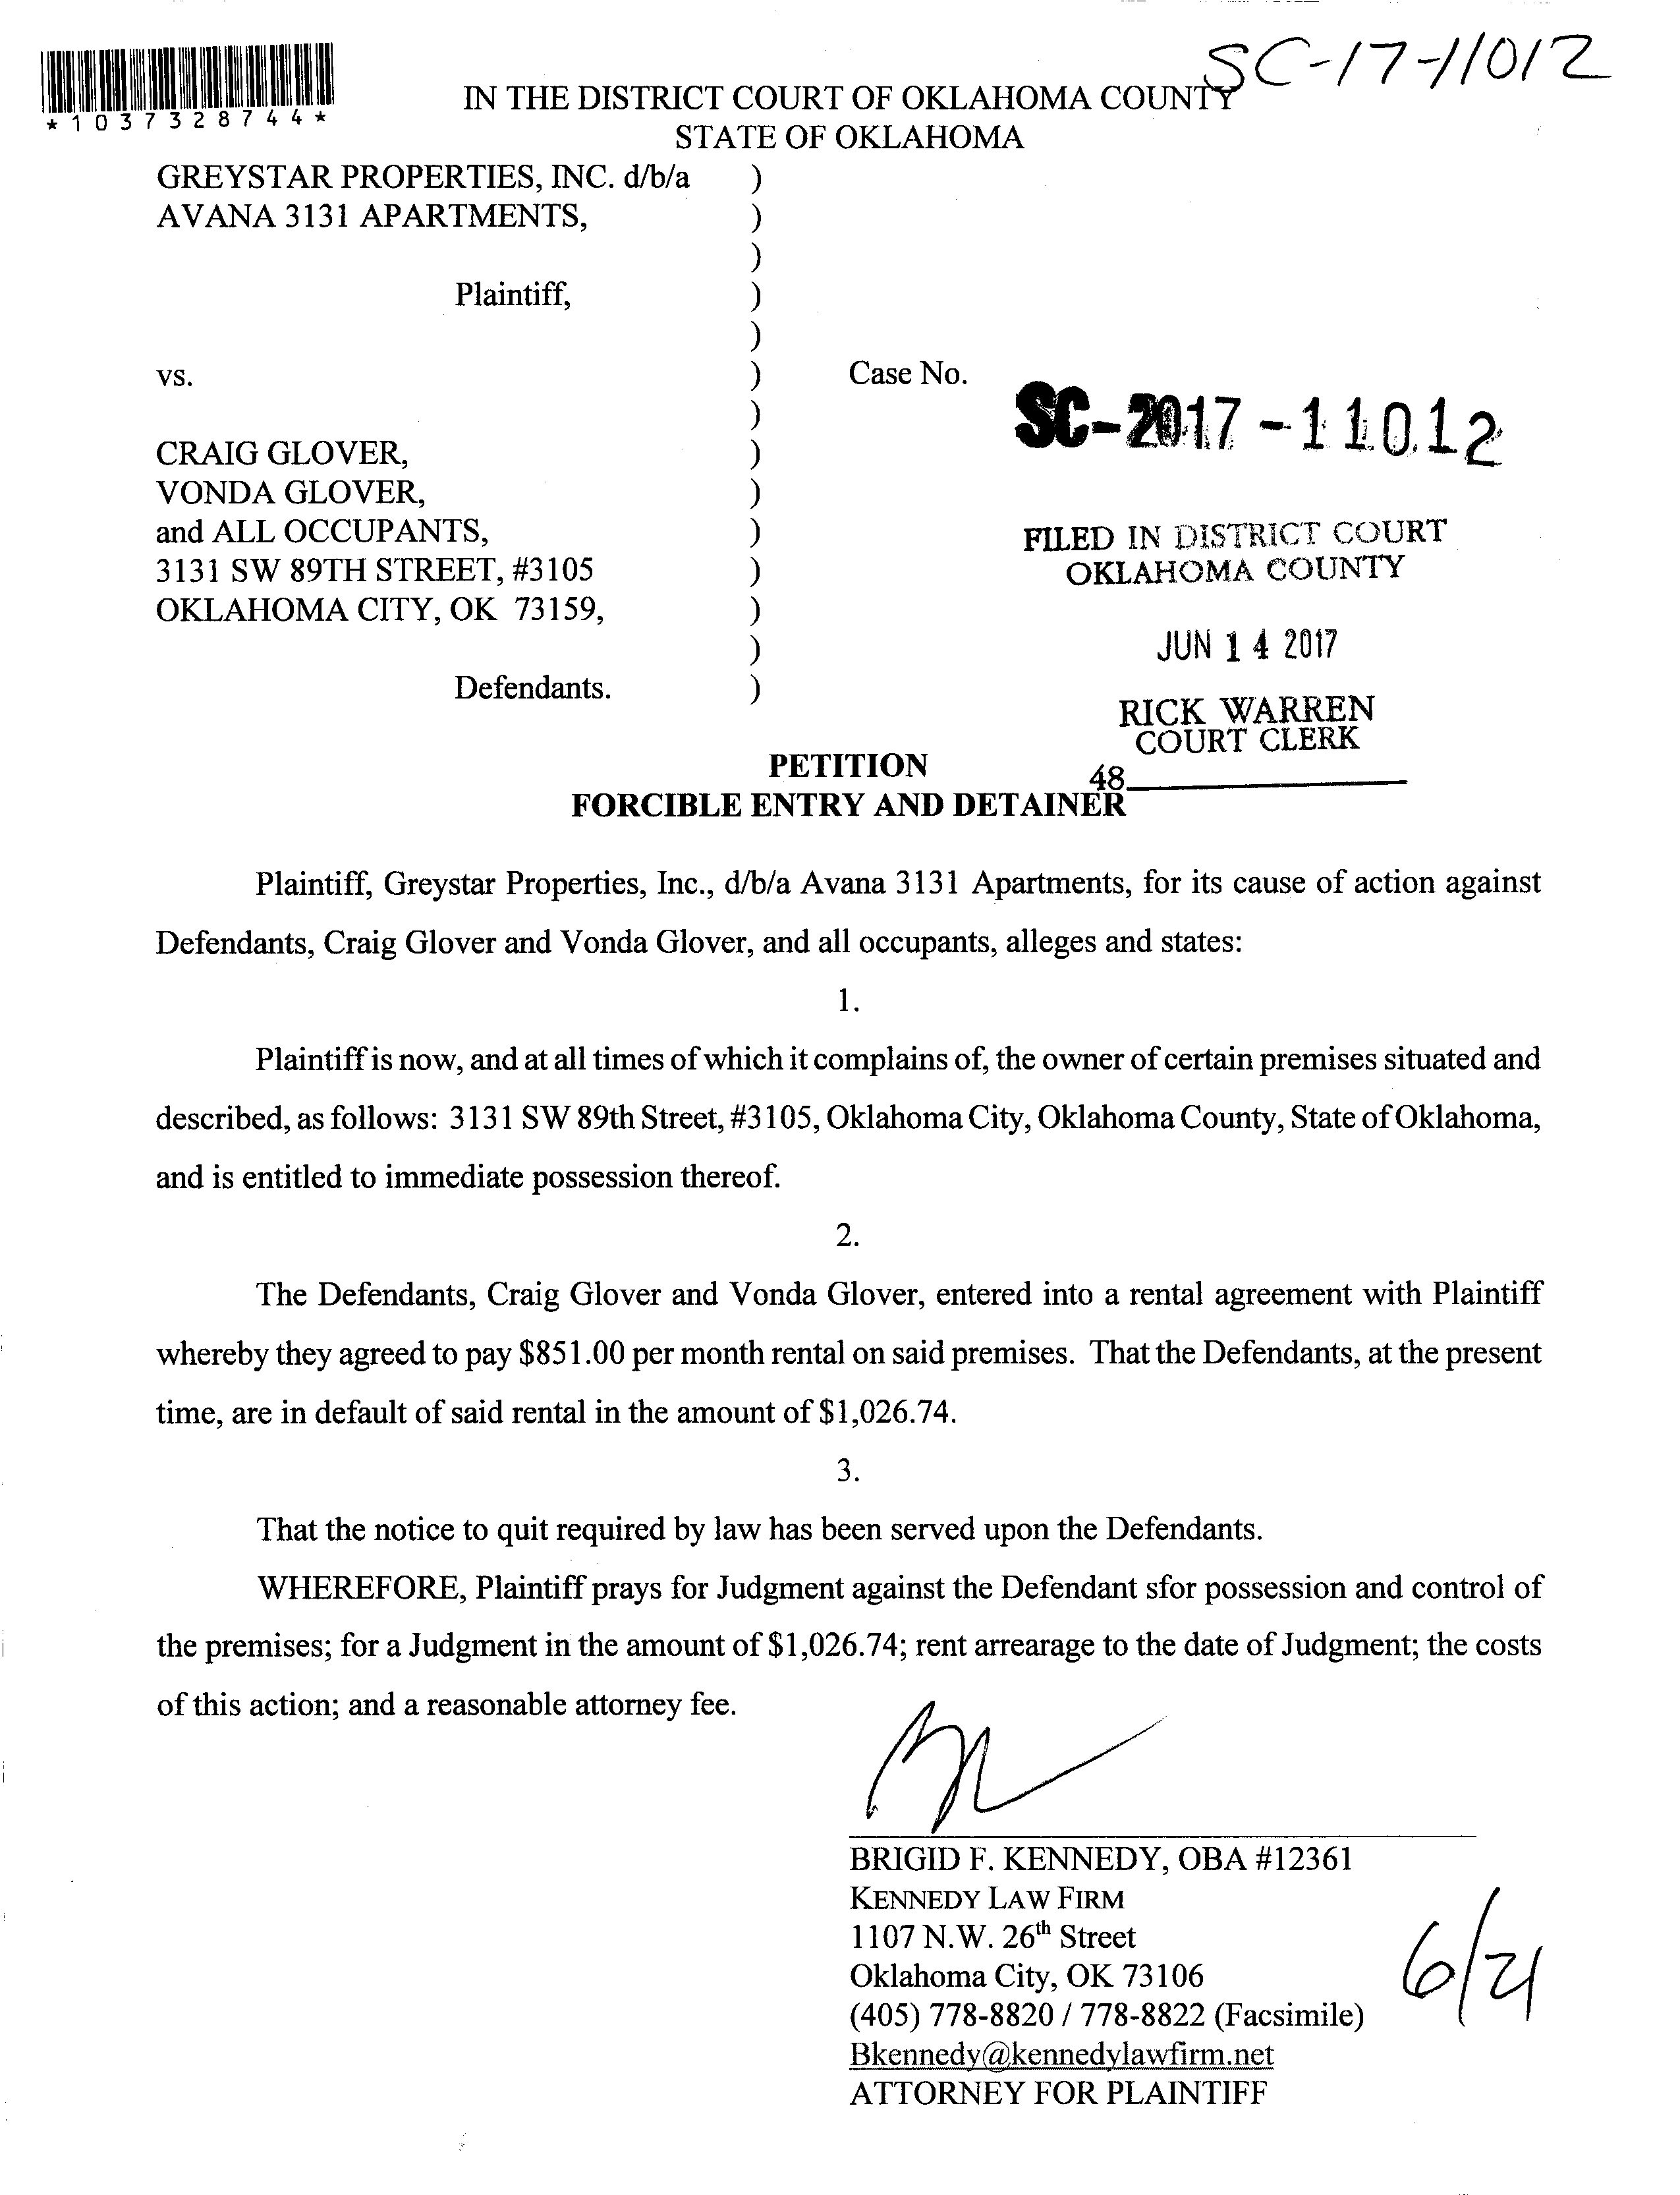 SC-17-11012
*1037328744*
IN THE DISTRICT COURT OF OKLAHOMA COUNTY
STATE OF OKLAHOMA
GREYSTAR PROPERTIES, INC. d/b/a )
AVANA 3131 APARTMENTS, )
)
Plaintiff, )
)
vs. ) Case No.
SC-2017-11012
)
CRAIG GLOVER, )
VONDA GLOVER, )
and ALL OCCUPANTS, )
3131 SW 89TH STREET, #3105 )
OKLAHOMA CITY, OK 73159, )
)
Defendants. )
FILED IN DISTRICT COURT
OKLAHOMA COUNTY
JUN 14 2017
RICK WARREN
COURT CLERK
48
PETITION
FORCIBLE ENTRY AND DETAINER
Plaintiff, Greystar Properties, Inc., d/b/a Avana 3131 Apartments, for its cause of action against
Defendants, Craig Glover and Vonda Glover, and all occupants, alleges and states:
1.
Plaintiff is now, and at all times of which it complains of, the owner of certain premises situated and
described, as follows: 3131 SW 89th Street, #3105, Oklahoma City, Oklahoma County, State of Oklahoma,
and is entitled to immediate possession thereof.
2.
The Defendants, Craig Glover and Vonda Glover, entered into a rental agreement with Plaintiff
whereby they agreed to pay $851.00 per month rental on said premises. That the Defendants, at the present
time, are in default of said rental in the amount of $1,026.74.
3.
That the notice to quit required by law has been served upon the Defendants.
WHEREFORE, Plaintiff prays for Judgment against the Defendant sfor possession and control of
the premises; for a Judgment in the amount of $1,026.74; rent arrearage to the date of Judgment; the costs
of this action; and a reasonable attorney fee.
BRIGID F. KENNEDY, OBA #12361
KENNEDY LAW FIRM
1107 N.W. 26th Street
Oklahoma City, OK 73106
(405) 778-8820 / 778-8822 (Facsimile)
Bkennedy@kennedylawfirm.net
ATTORNEY FOR PLAINTIFF
6/21